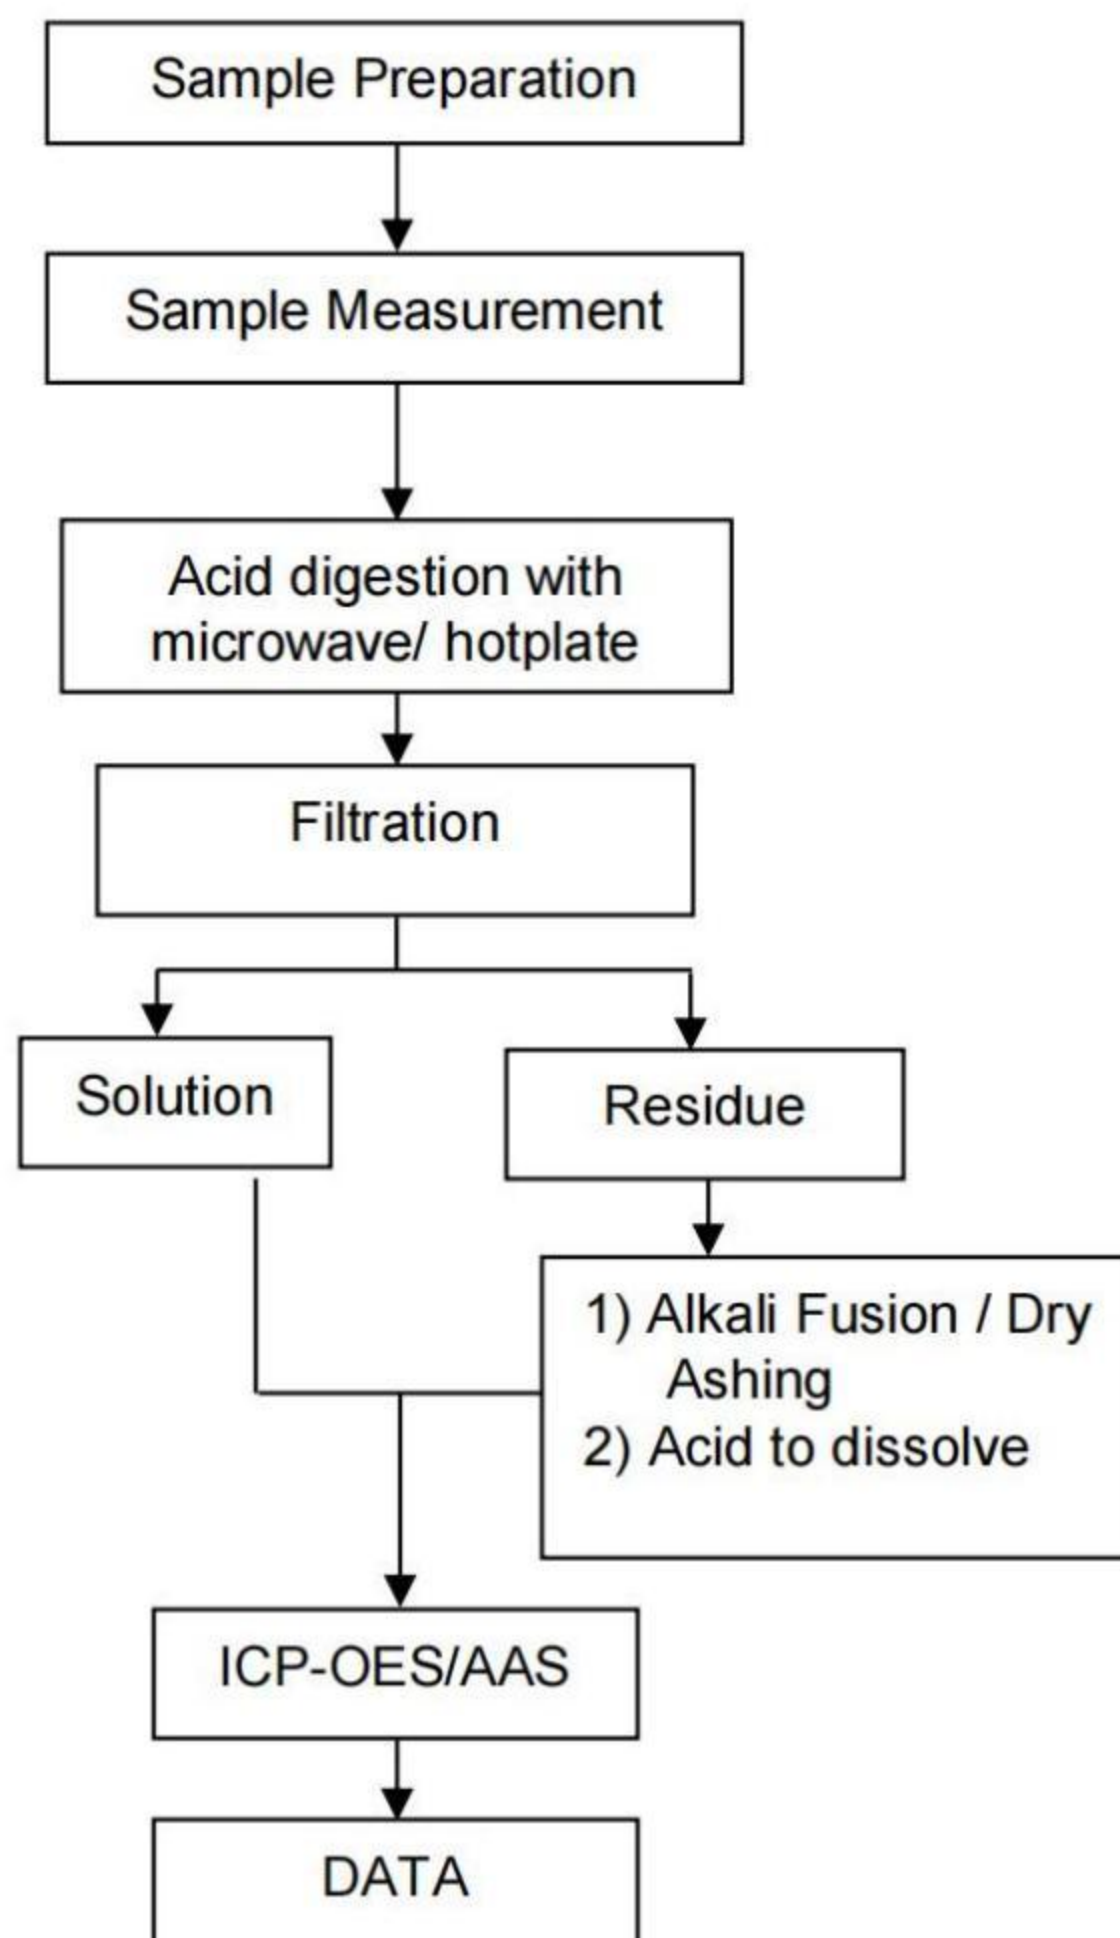 Sample Preparation
Sample Measurement
Acid digestion with
microwave/ hotplate
Filtration
Solution
Residue
1) Alkali Fusion / Dry
Ashing
2) Acid to dissolve
ICP-OES/AAS
DATA